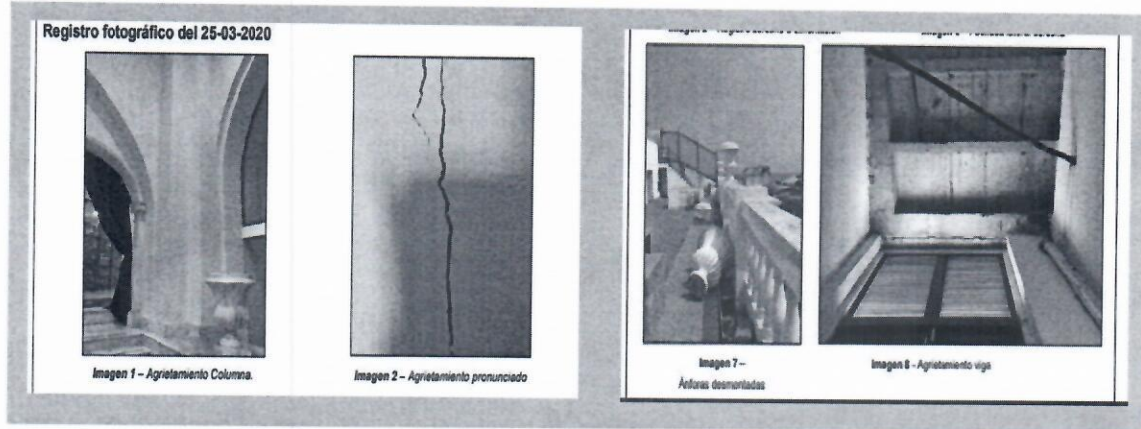 Registro fotográfico del 25-03-2020
Imagen 1 – Agrietamiento Columna.
Imagen 2 – Agrietamiento pronunciado
Imagen 7 –
Ánforas desmontadas
Imagen 8 - Agrietamiento viga